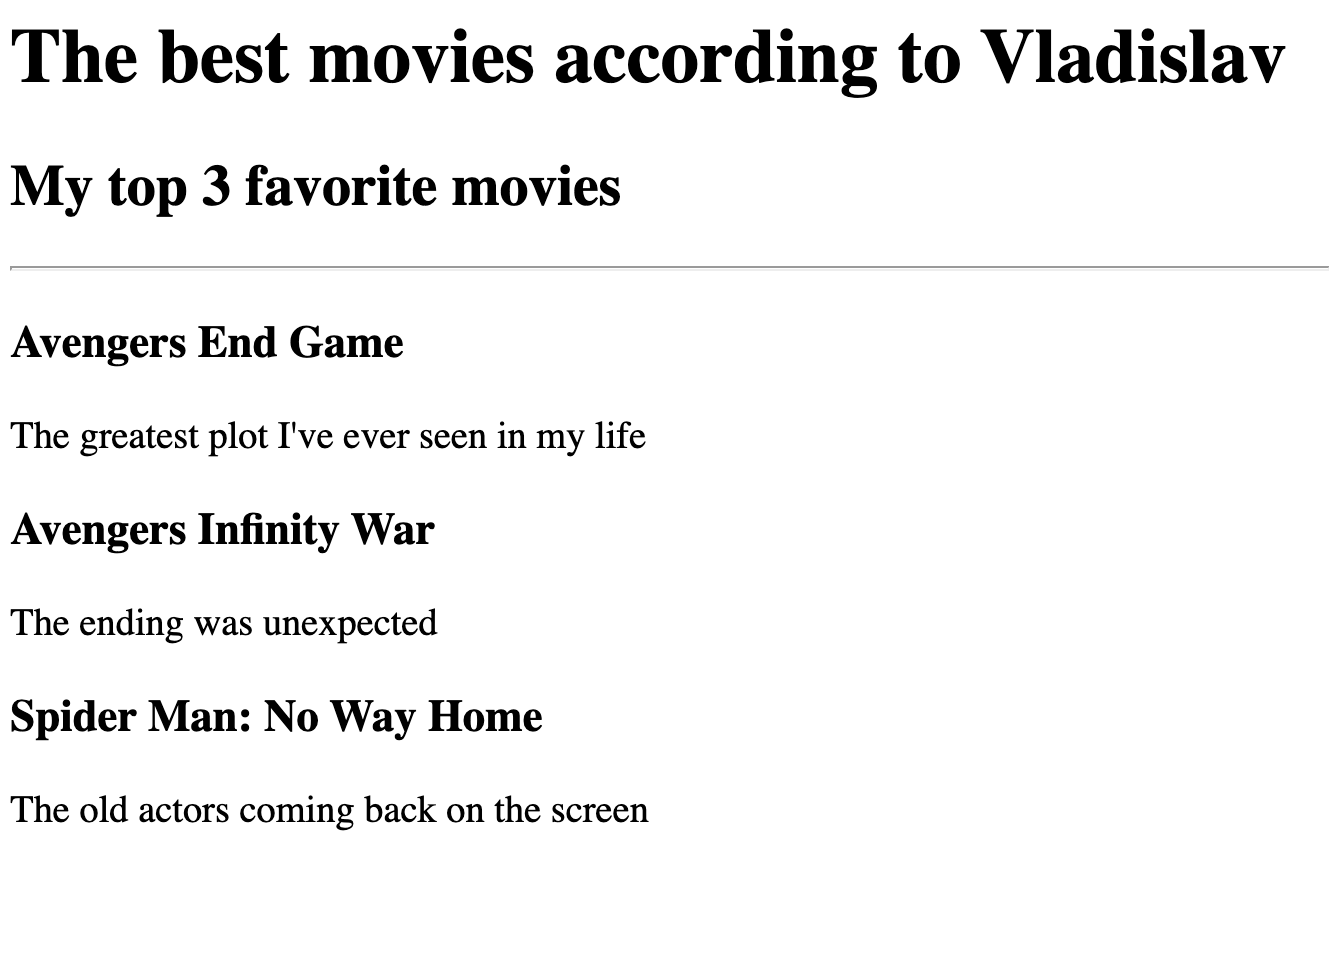 The best movies according to Vladislav
My top 3 favorite movies
Avengers End Game
The greatest plot I've ever seen in my life
Avengers Infinity War
The ending was unexpected
Spider Man: No Way Home
The old actors coming back on the screen